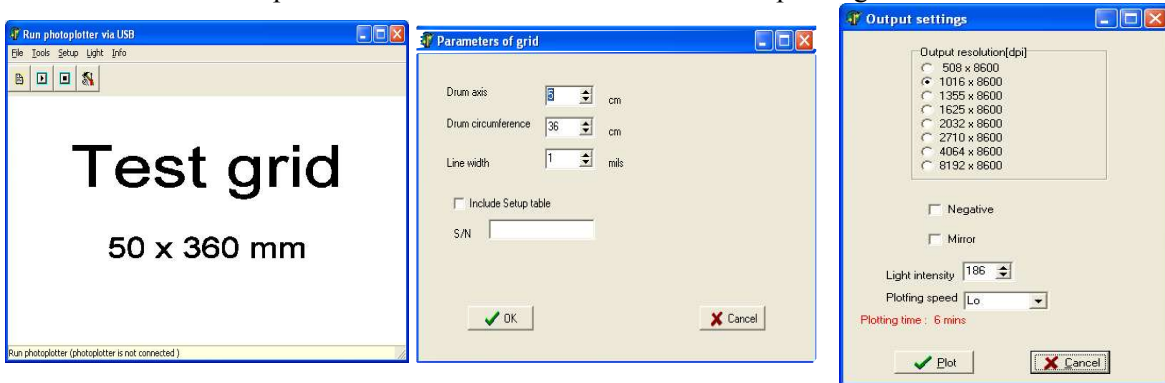 Run photoplotter via USB
File Tools Setup Light Info
Test grid
50 x 360 mm
Run photoplotter (photoplotter is not connected )
Parameters of grid
Drum axis cm
Drum circumference 36 cm
Line width 1 mils
Include Setup table
S/N
OK Cancel
Output settings
Output resolution[dpi]
508 x 8600
1016 x 8600
1355 x 8600
1625 x 8600
2032 x 8600
2710 x 8600
4064 x 8600
8192 x 8600
Negative
Mirror
Light intensity 186
Plotting speed Lo
Plotting time : 6 mins
Plot Cancel